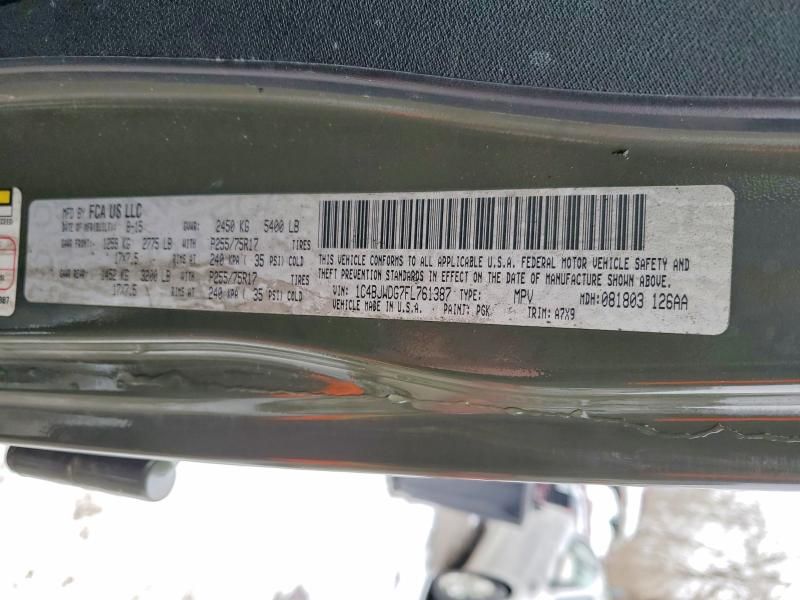 MFD BY FCA US LLC
DATE OF MFR(BUILT): 8-15 GVWR: 2450 KG 5400 LB
GAWR FRONT: 1259 KG 2775 LB WITH P255/75R17 TIRES
17X7.5 RIMS AT 240 KPA( 35 PSI) COLD
GAWR REAR: 1452 KG 3200 LB WITH P255/75R17 TIRES
17X7.5 RIMS AT 240 KPA( 35 PSI) COLD
THIS VEHICLE CONFORMS TO ALL APPLICABLE U.S.A. FEDERAL MOTOR VEHICLE SAFETY AND
THEFT PREVENTION STANDARDS IN EFFECT ON THE DATE OF MANUFACTURE SHOWN ABOVE.
VIN: 1C4BJWDG7FL761387 TYPE: MPV MDH: 081803 126AA
VEHICLE MADE IN U.S.A. PAINT: PGK TRIM: A7X9
387